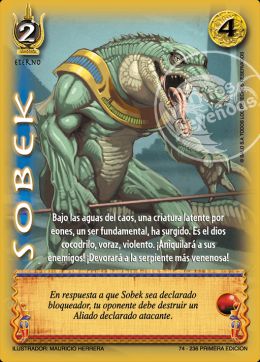 2
4
ETERNO
SOBEK
Bajo las aguas del caos, una criatura latente por
eones, un ser fundamental, ha surgido. Es el dios
cocodrilo, voraz, violento. ¡Aniquilará a sus
enemigos! ¡Devorará a la serpiente más venenosa!
En respuesta a que Sobek sea declarado
bloqueador, tu oponente debe destruir un
Aliado declarado atacante.
ILUSTRADOR: MAURICIO HERRERA
74 - 236 PRIMERA EDICION